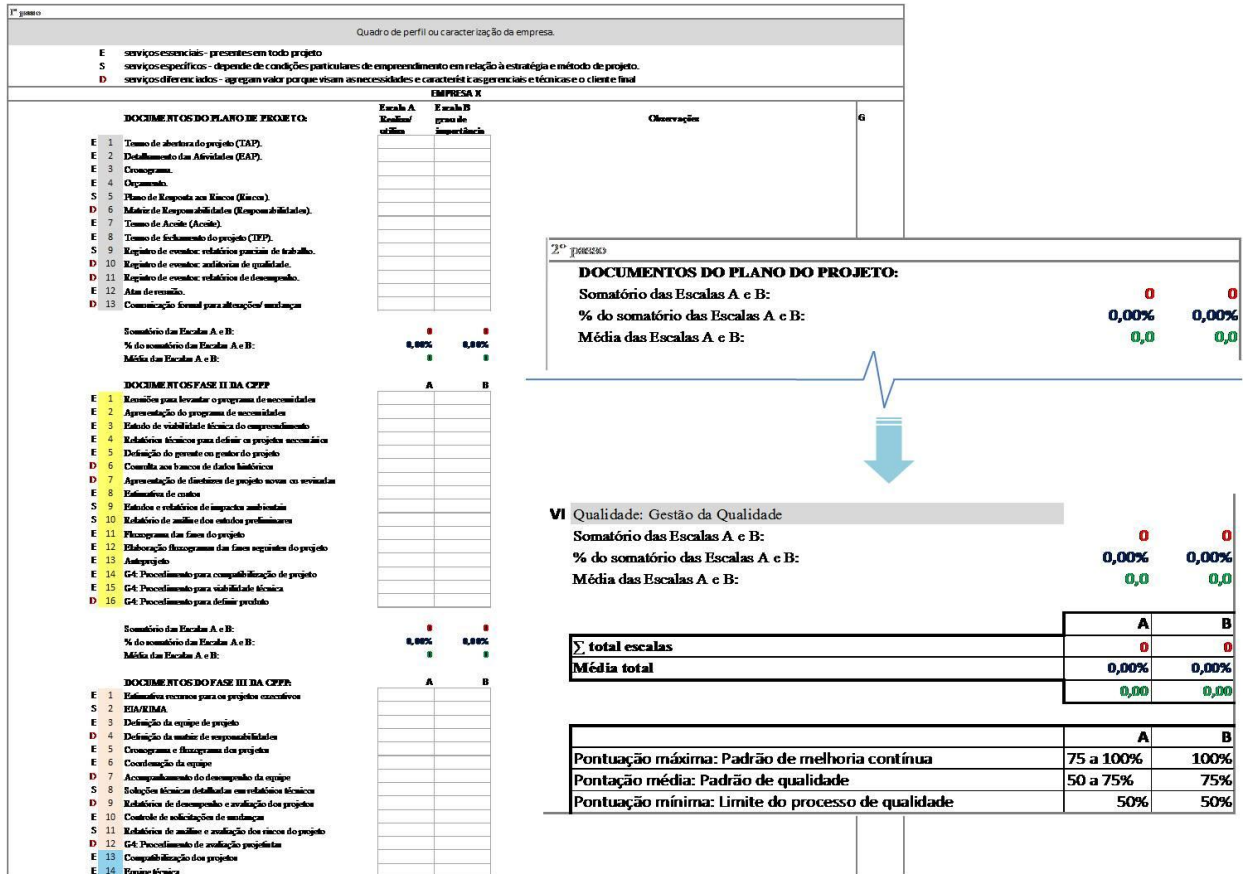 1º passo
Quadro de perfil ou caracterização da empresa.
E serviços essenciais - presentes em todo projeto
S serviços específicos - depende de condições particulares de empreendimento em relação à estratégia e método de projeto.
D serviços diferenciados - agregam valor porque visam as necessidades e características gerenciais e técnicas e o cliente final
EMPRESA X
DOCUMENTOS DO PLANO DE PROJETO: Escala A Realiza/ utiliza Escala B grau de importância Observações G
E 1 Termo de abertura do projeto (TAP).
E 2 Detalhamento das Atividades (EAP).
E 3 Cronograma.
E 4 Orçamento.
S 5 Plano de Resposta aos Riscos (Riscos).
D 6 Matriz de Responsabilidades (Responsabilidades).
E 7 Termo de Aceite (Aceite).
E 8 Termo de fechamento do projeto (TFP).
S 9 Registro de eventos: relatórios parciais de trabalho.
D 10 Registro de eventos: auditorias de qualidade.
D 11 Registro de eventos: relatórios de desempenho.
E 12 Atas de reunião.
D 13 Comunicação formal para alterações/ mudanças
Somatório das Escalas A e B: 0 0
% do somatório das Escalas A e B: 0,00% 0,00%
Média das Escalas A e B: 0 0
DOCUMENTOS FASE II DA CPPP A B
E 1 Reuniões para levantar o programa de necessidades
E 2 Apresentação do programa de necessidades
E 3 Estudo de viabilidade técnica do empreendimento
E 4 Relatórios técnicos para definir os projetos necessários
E 5 Definição do gerente ou gestor do projeto
D 6 Consulta aos bancos de dados históricos
D 7 Apresentação de diretrizes de projeto novas ou revisadas
E 8 Estimativa de custos
S 9 Estudos e relatórios de impactos ambientais
S 10 Relatório de análise dos estudos preliminares
E 11 Fluxograma das fases do projeto
E 12 Elaboração fluxogramas das fases seguintes do projeto
E 13 Anteprojeto
E 14 G4: Procedimento para compatibilização de projeto
E 15 G4: Procedimento para viabilidade técnica
D 16 G4: Procedimento para definir produto
Somatório das Escalas A e B: 0 0
% do somatório das Escalas A e B: 0,00% 0,00%
Média das Escalas A e B: 0 0
DOCUMENTOS DO FASE III DA CPPP: A B
E 1 Estimativa recursos para os projetos executivos
S 2 EIA/RIMA
E 3 Definição da equipe de projeto
D 4 Definição da matriz de responsabilidades
E 5 Cronograma e fluxograma dos projetos
E 6 Coordenação da equipe
D 7 Acompanhamento do desempenho da equipe
S 8 Soluções técnicas detalhadas em relatórios técnicos
D 9 Relatórios de desempenho e avaliação dos projetos
E 10 Controle de solicitações de mudanças
S 11 Relatórios de análise e avaliação dos riscos do projeto
D 12 G4: Procedimento de avaliação projetistas
E 13 Compatibilização dos projetos
E 14 Equipe técnica
2º passo
DOCUMENTOS DO PLANO DO PROJETO:
Somatório das Escalas A e B: 0 0
% do somatório das Escalas A e B: 0,00% 0,00%
Média das Escalas A e B: 0,0 0,0
VI Qualidade: Gestão da Qualidade
Somatório das Escalas A e B: 0 0
% do somatório das Escalas A e B: 0,00% 0,00%
Média das Escalas A e B: 0,0 0,0
A B
∑ total escalas 0 0
Média total 0,00% 0,00%
0,00 0,00
A B
Pontuação máxima: Padrão de melhoria contínua 75 a 100% 100%
Pontação média: Padrão de qualidade 50 a 75% 75%
Pontuação mínima: Limite do processo de qualidade 50% 50%